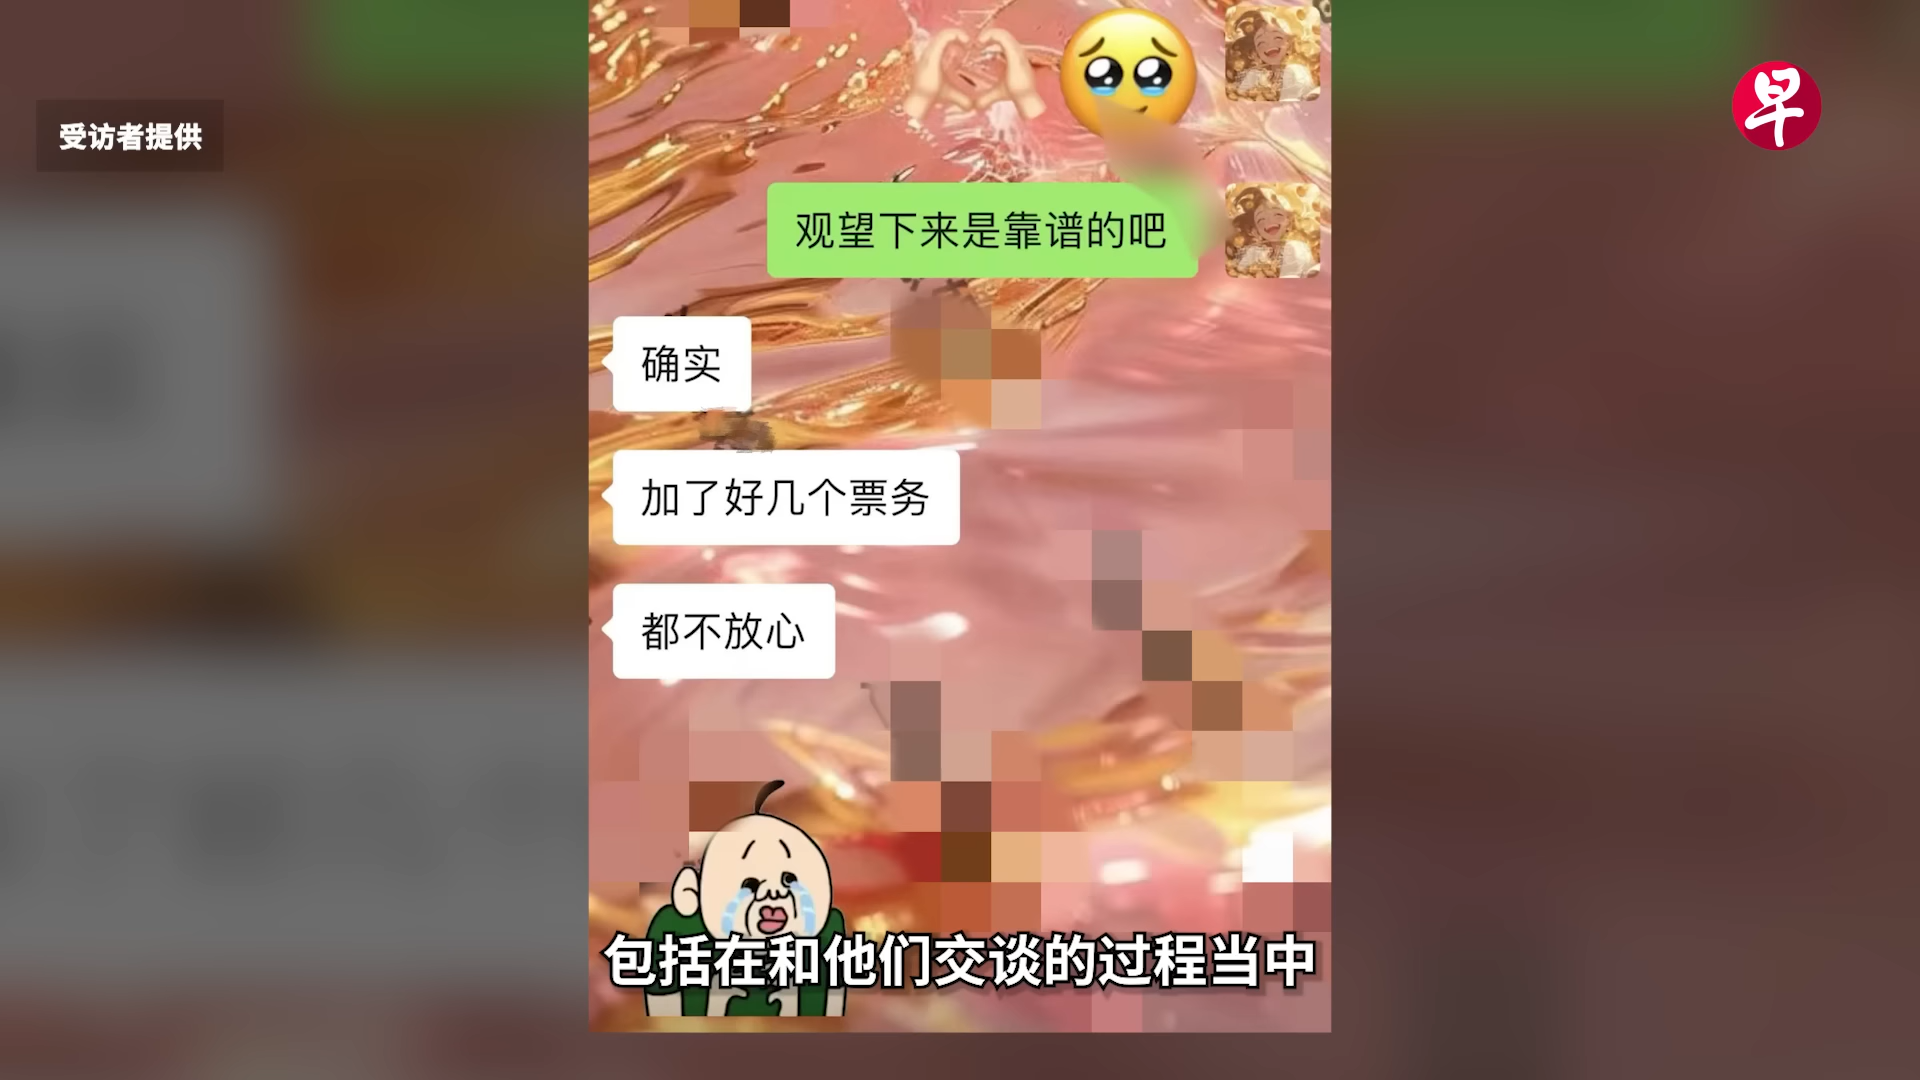 受访者提供
早
观望下来是靠谱的吧
确实
加了好几个票务
都不放心
包括在和他们交谈的过程当中